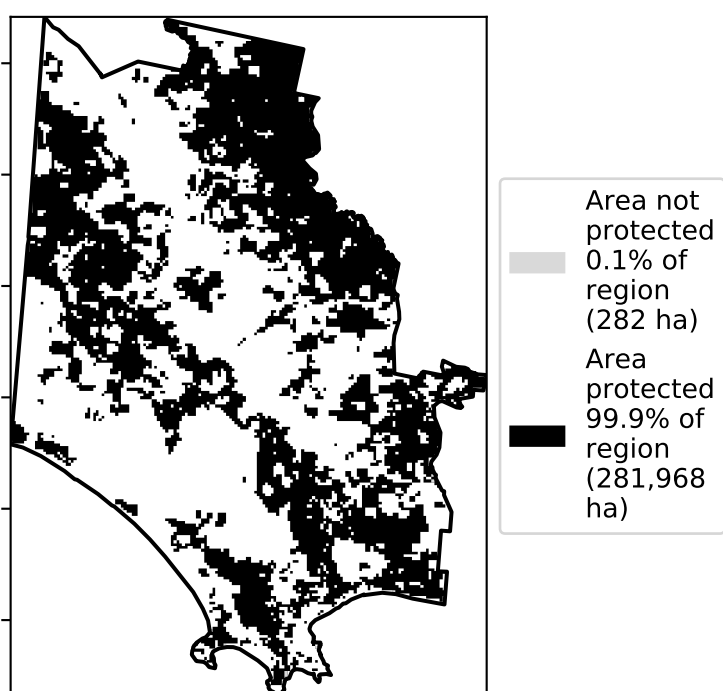 Area not
protected
0.1% of
region
(282 ha)
Area
protected
99.9% of
region
(281,968
ha)